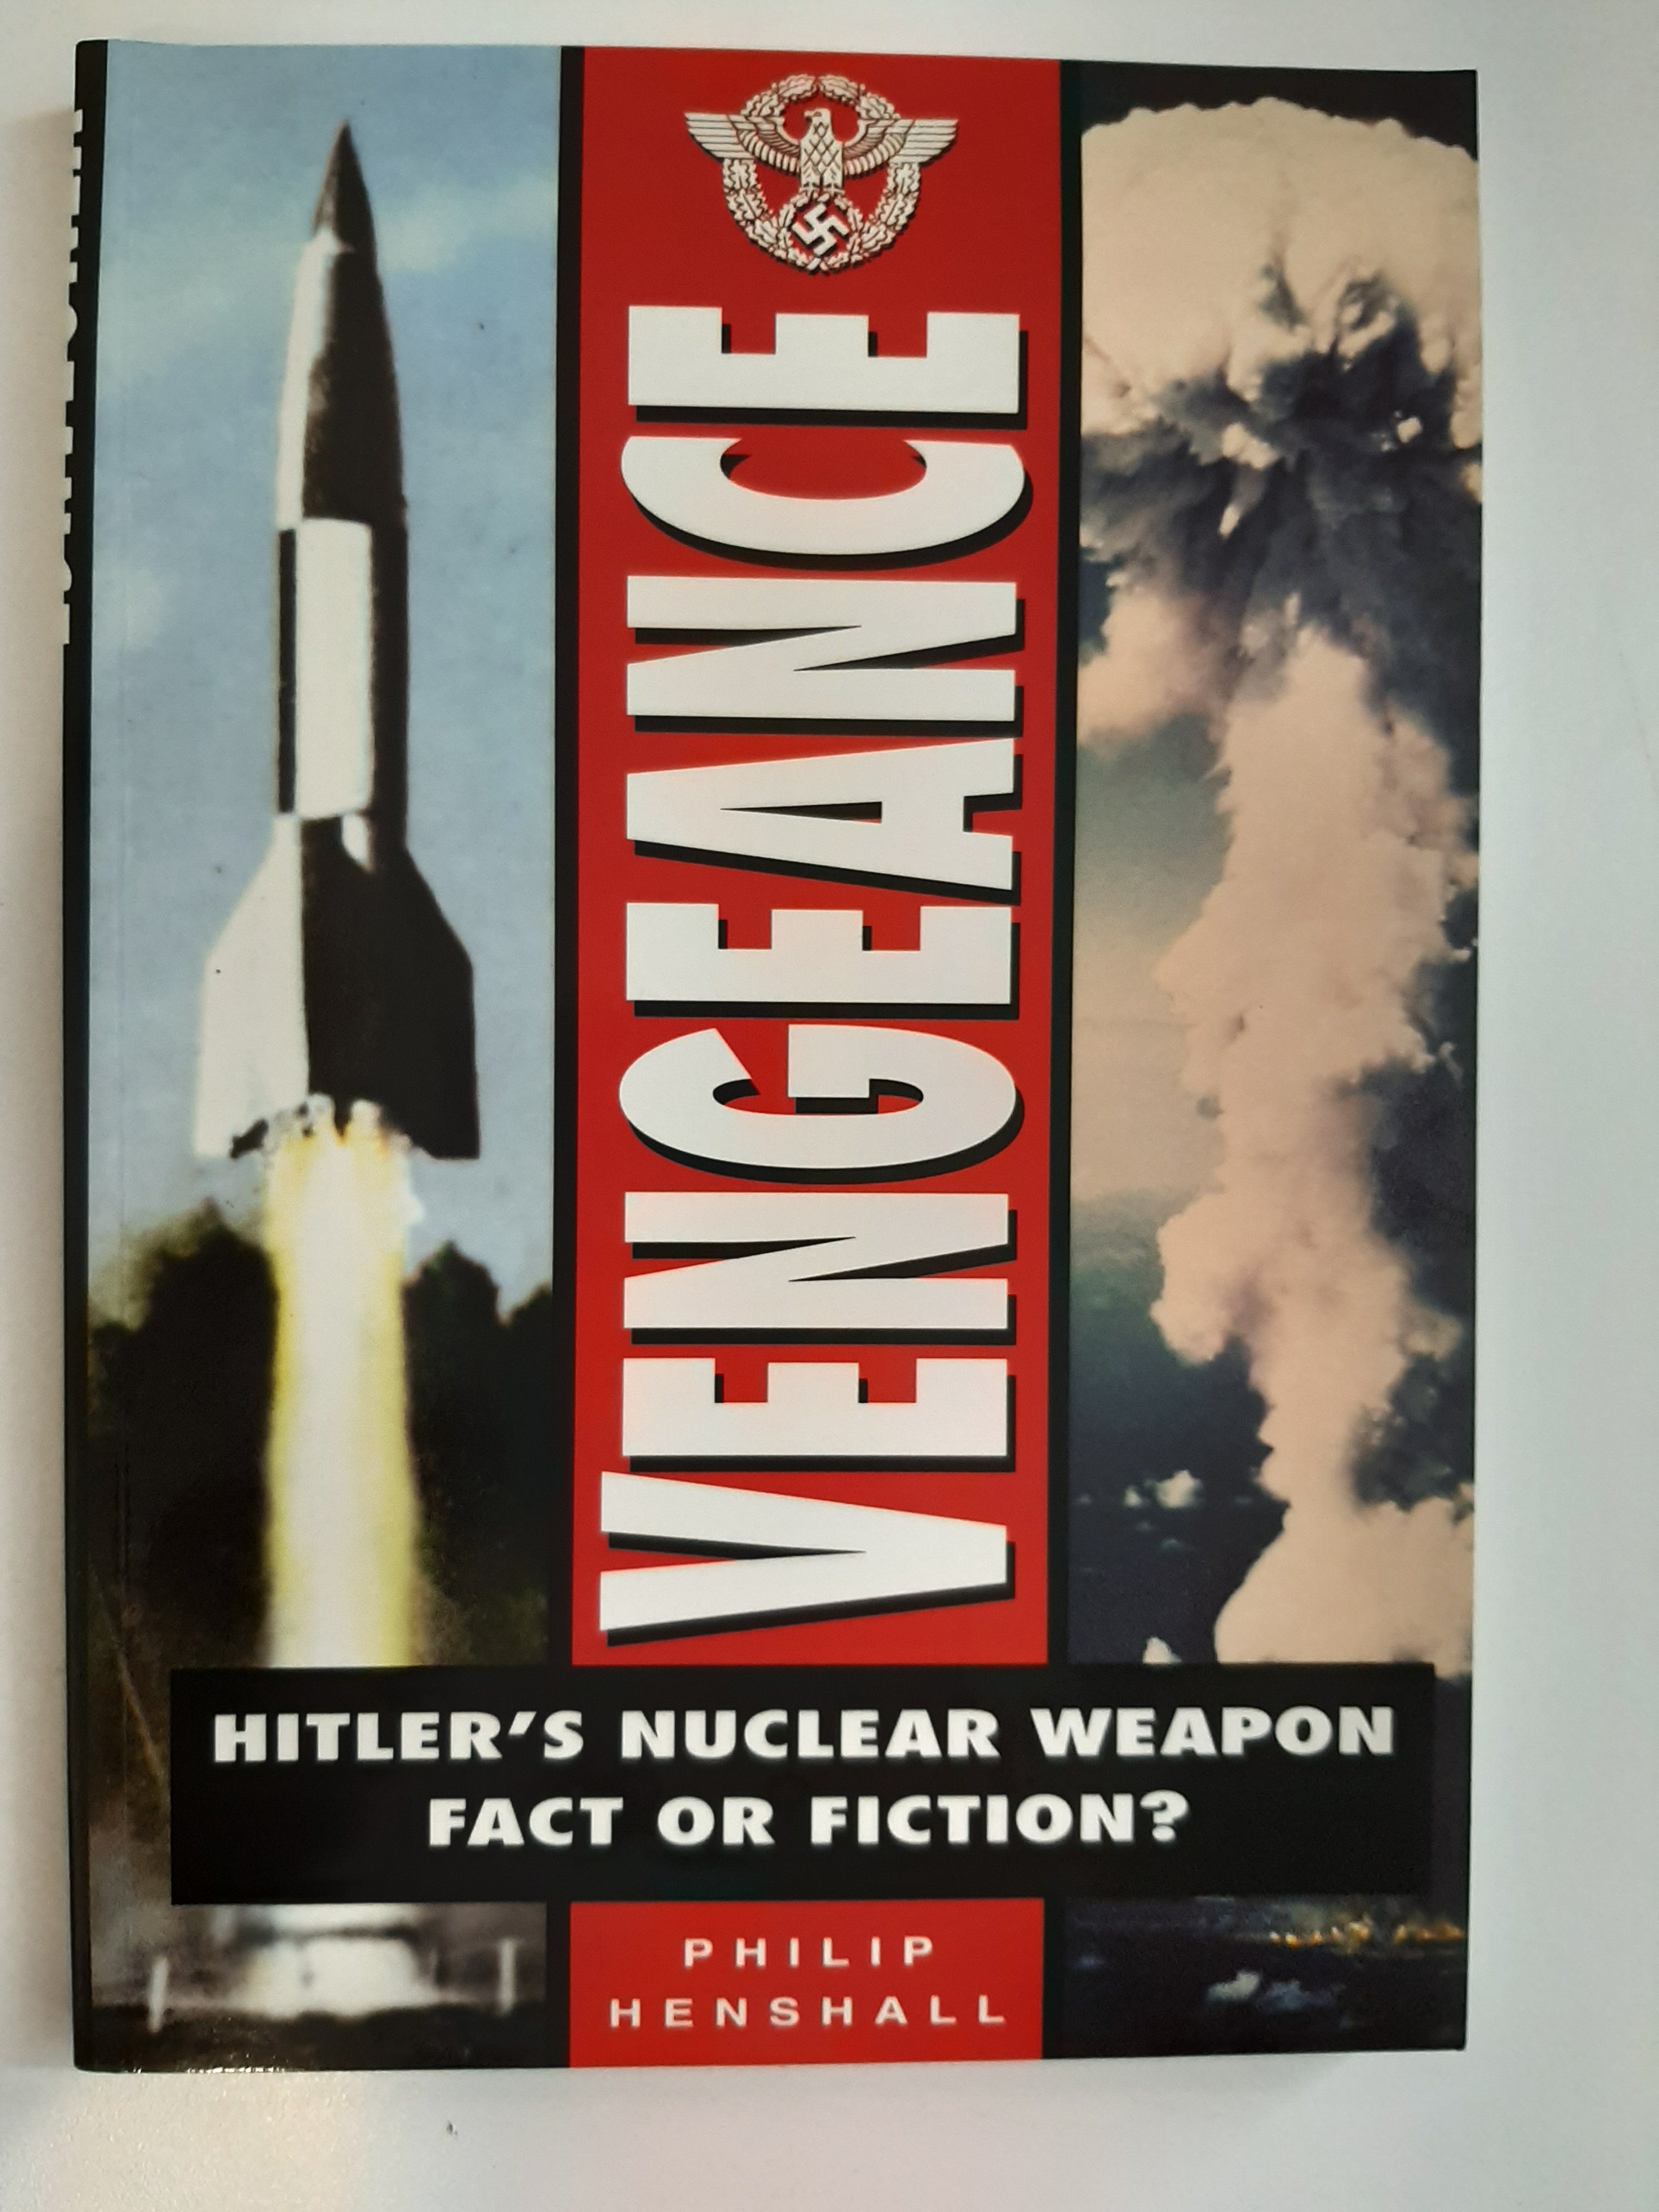 VENGEANCE
HITLER'S NUCLEAR WEAPON
FACT OR FICTION?
PHILIP
HENSHALL